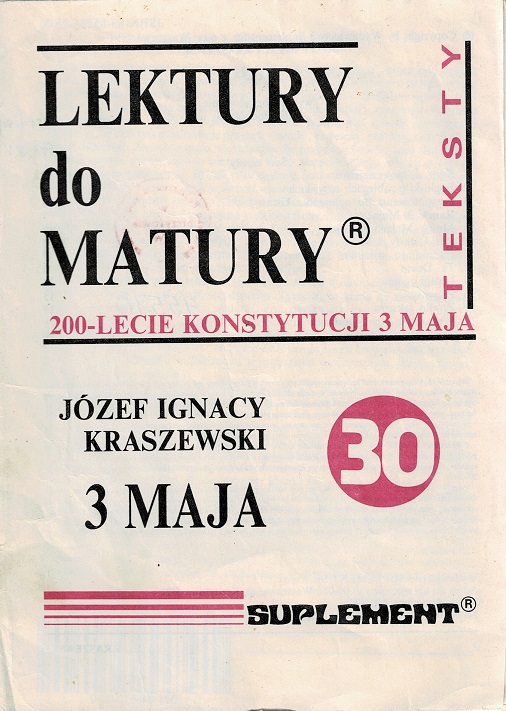 LEKTURY
do
MATURY®
TEKSTY
200-LECIE KONSTYTUCJI 3 MAJA
JÓZEF IGNACY
KRASZEWSKI
3 MAJA
30
SUPLEMENT®